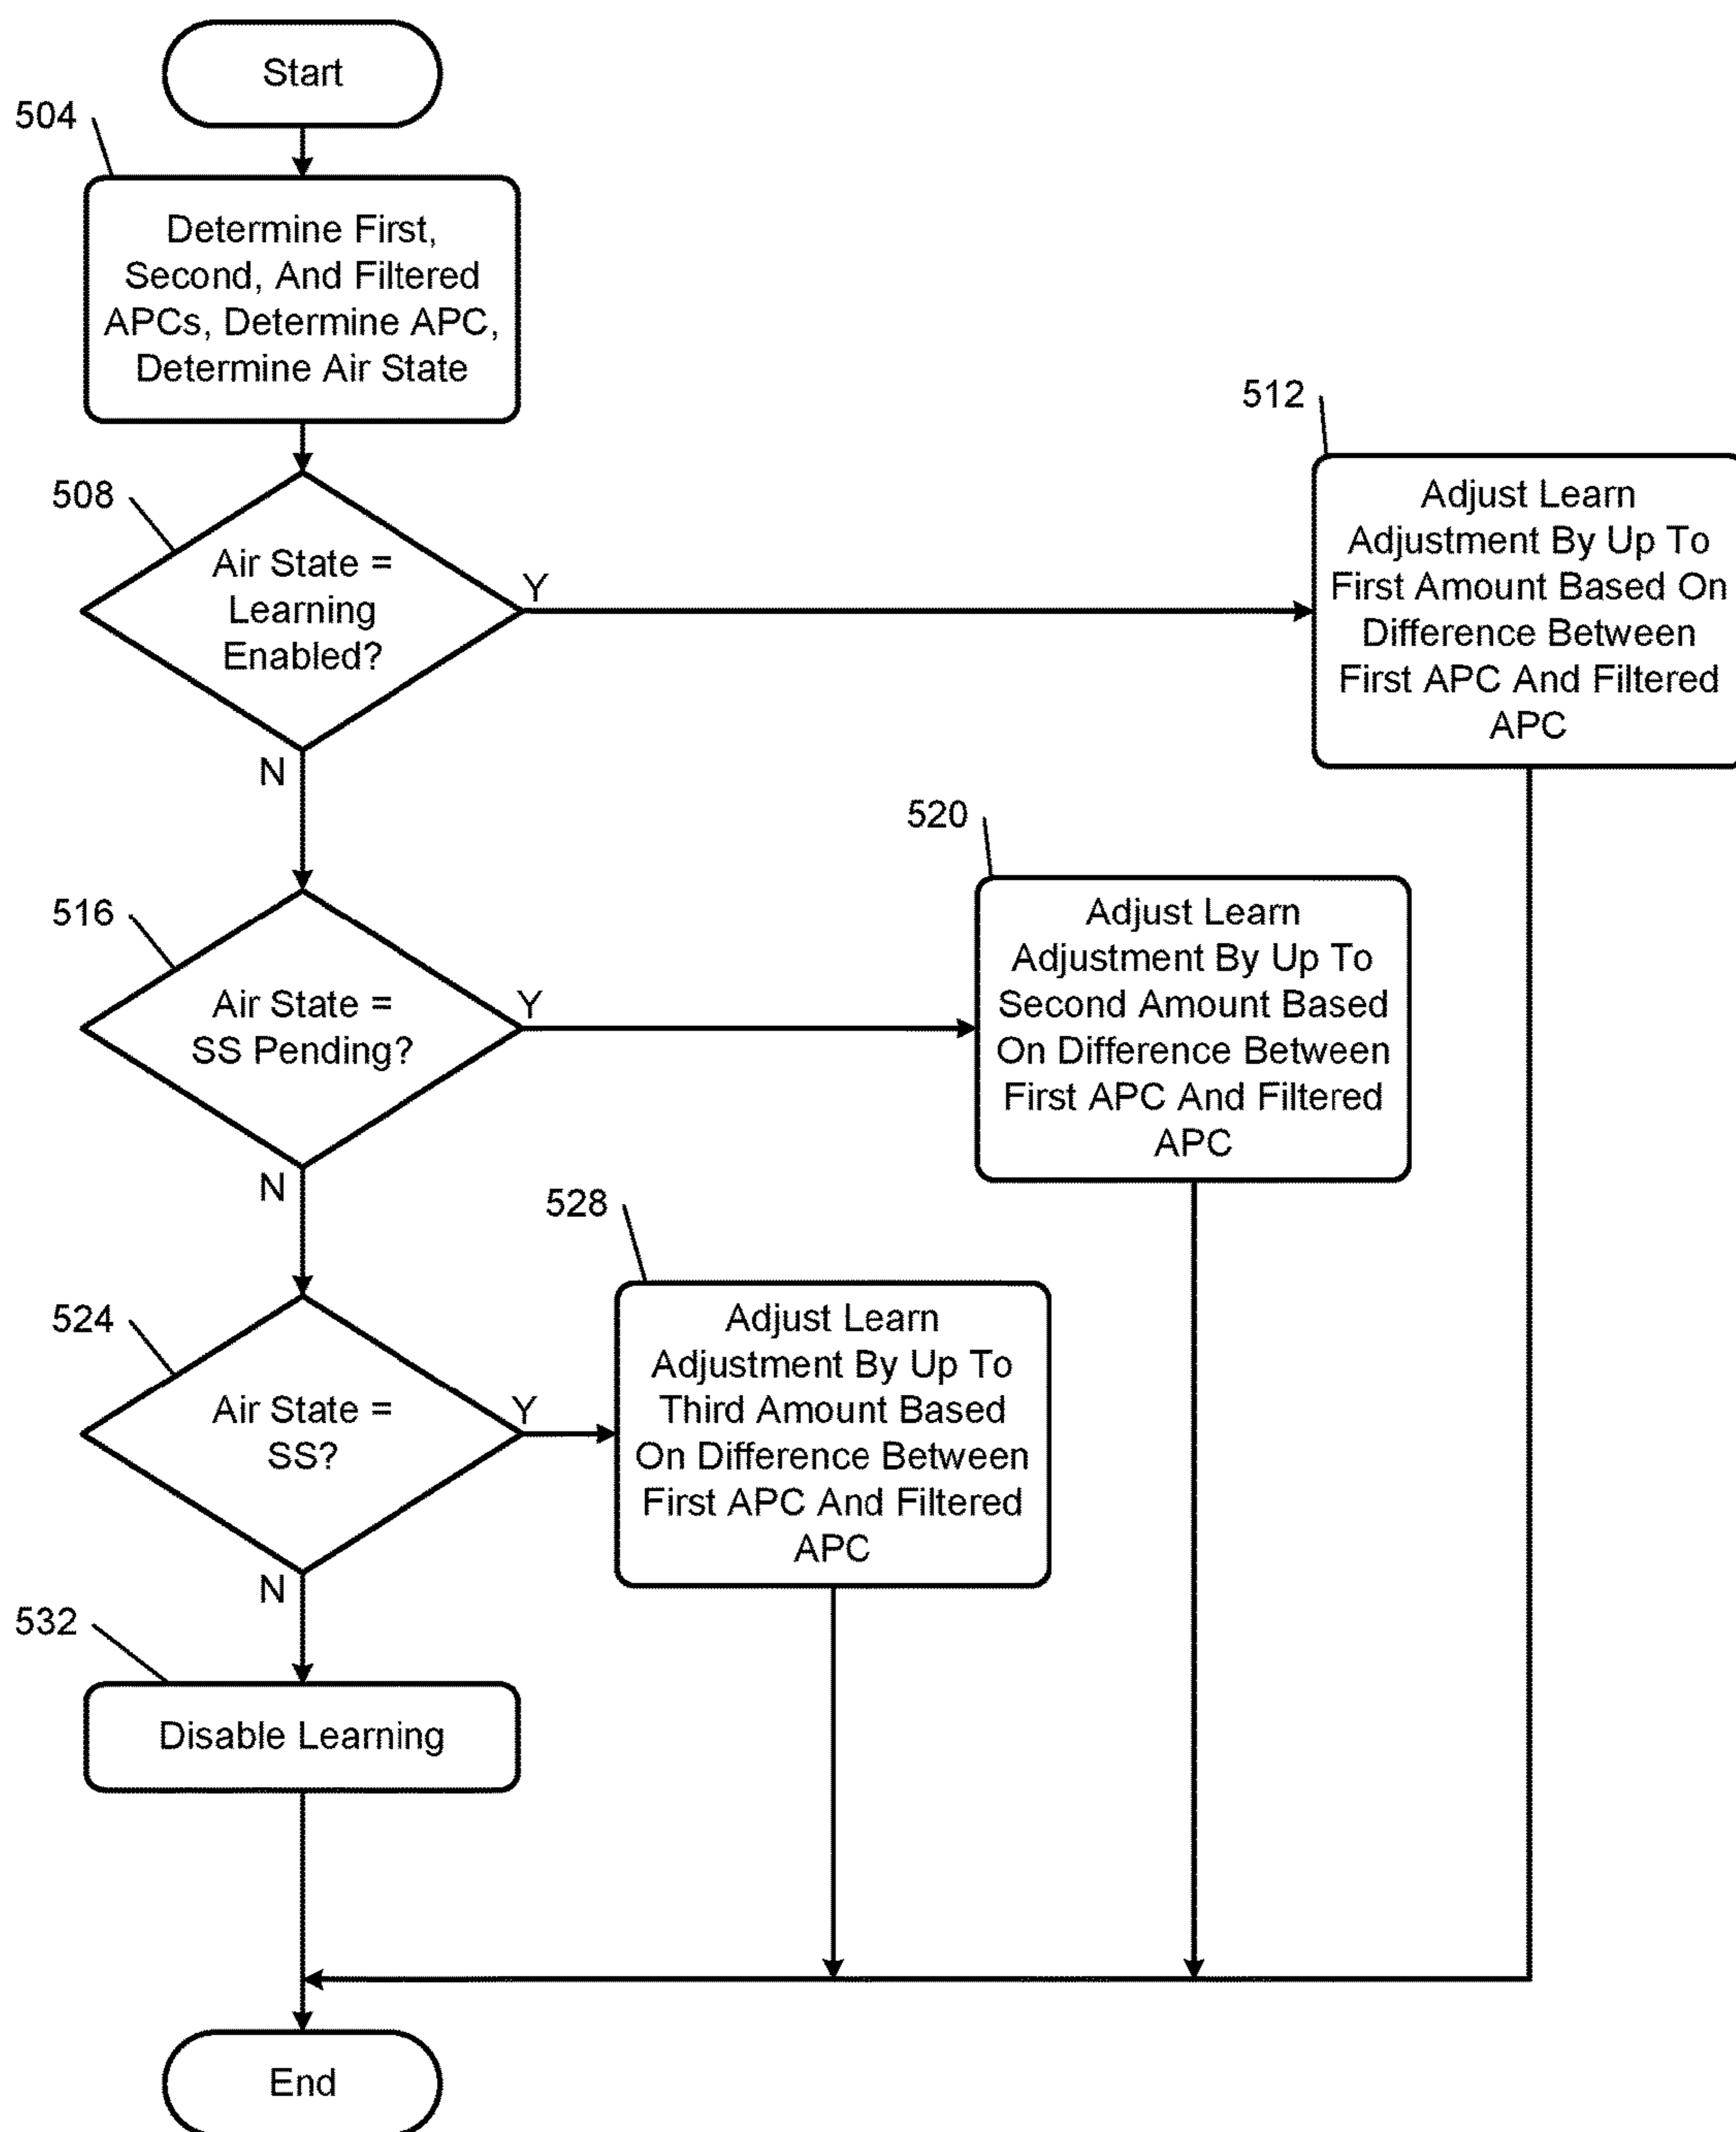 Start
504
Determine First,
Second, And Filtered
APCs, Determine APC,
Determine Air State
508
Air State =
Learning
Enabled?
Y
N
512
Adjust Learn
Adjustment By Up To
First Amount Based On
Difference Between
First APC And Filtered
APC
516
Air State =
SS Pending?
Y
N
520
Adjust Learn
Adjustment By Up To
Second Amount Based
On Difference Between
First APC And Filtered
APC
524
Air State =
SS?
Y
N
528
Adjust Learn
Adjustment By Up To
Third Amount Based
On Difference Between
First APC And Filtered
APC
532
Disable Learning
End